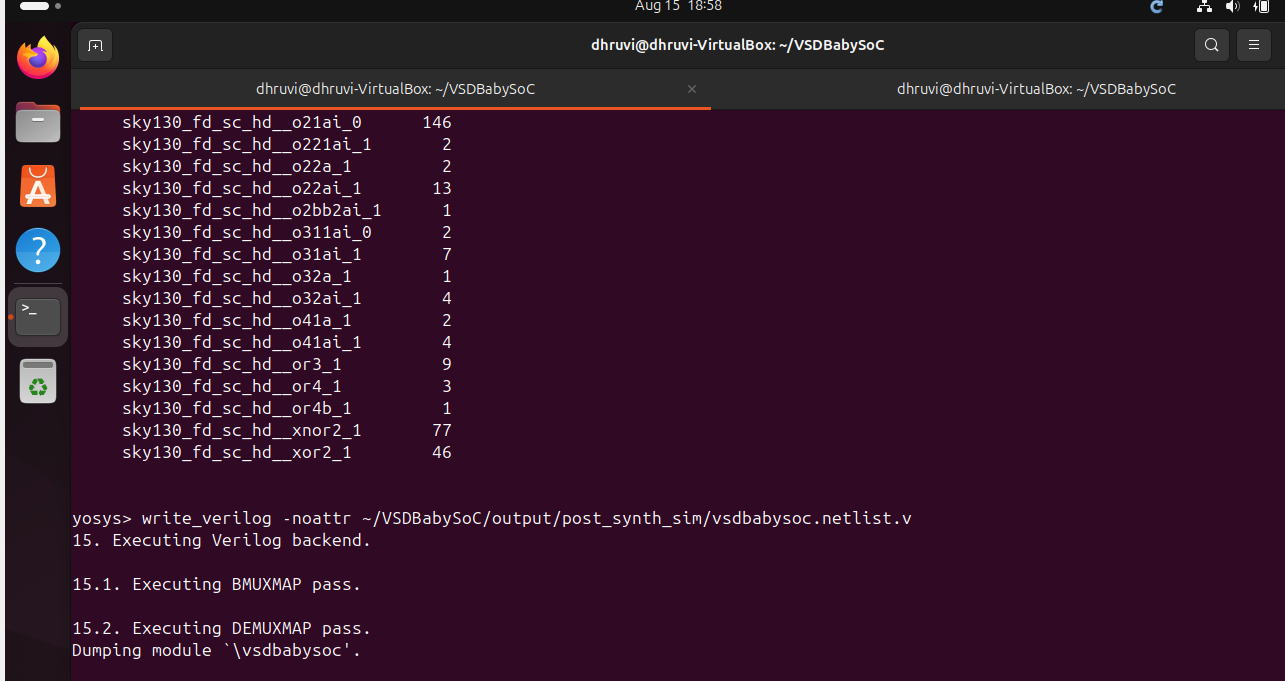 Aug 15 18:58
dhruvi@dhruvi-VirtualBox: ~/VSDBabySoC
dhruvi@dhruvi-VirtualBox: ~/VSDBabySoC × dhruvi@dhruvi-VirtualBox: ~/VSDBabySoC
sky130_fd_sc_hd__o21ai_0 146
sky130_fd_sc_hd__o221ai_1 2
sky130_fd_sc_hd__o22a_1 2
sky130_fd_sc_hd__o22ai_1 13
sky130_fd_sc_hd__o2bb2ai_1 1
sky130_fd_sc_hd__o311ai_0 2
sky130_fd_sc_hd__o31ai_1 7
sky130_fd_sc_hd__o32a_1 1
sky130_fd_sc_hd__o32ai_1 4
sky130_fd_sc_hd__o41a_1 2
sky130_fd_sc_hd__o41ai_1 4
sky130_fd_sc_hd__or3_1 9
sky130_fd_sc_hd__or4_1 3
sky130_fd_sc_hd__or4b_1 1
sky130_fd_sc_hd__xnor2_1 77
sky130_fd_sc_hd__xor2_1 46
yosys> write_verilog -noattr ~/VSDBabySoC/output/post_synth_sim/vsdbabysoc.netlist.v
15. Executing Verilog backend.
15.1. Executing BMUXMAP pass.
15.2. Executing DEMUXMAP pass.
Dumping module `\vsdbabysoc'.